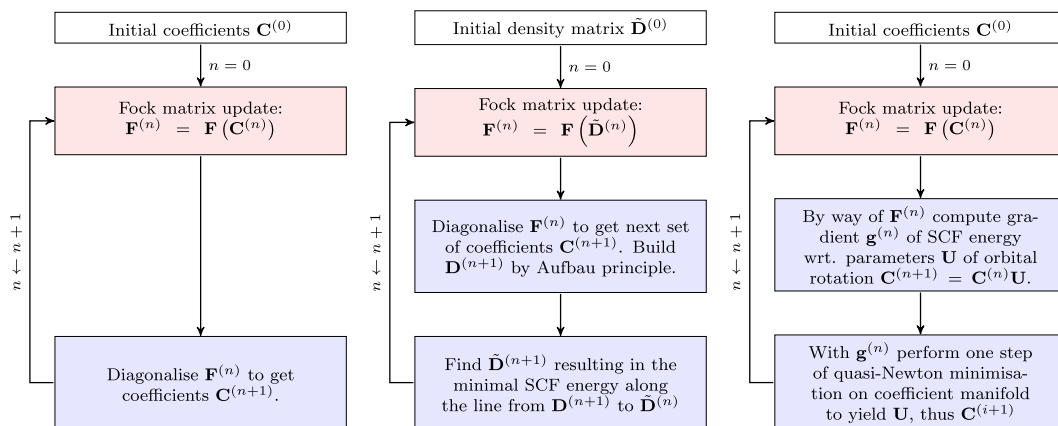 Initial coefficients C^(0)
n = 0
Fock matrix update:
F^(n) = F (C^(n))
n ← n + 1
Diagonalise F^(n) to get
coefficients C^(n+1).
Initial density matrix D̃^(0)
n = 0
Fock matrix update:
F^(n) = F (D̃^(n))
n ← n + 1
Diagonalise F^(n) to get next set
of coefficients C^(n+1). Build
D^(n+1) by Aufbau principle.
Find D̃^(n+1) resulting in the
minimal SCF energy along
the line from D^(n+1) to D̃^(n)
Initial coefficients C^(0)
n = 0
Fock matrix update:
F^(n) = F (C^(n))
n ← n + 1
By way of F^(n) compute gra-
dient g^(n) of SCF energy
wrt. parameters U of orbital
rotation C^(n+1) = C^(n)U.
With g^(n) perform one step
of quasi-Newton minimisa-
tion on coefficient manifold
to yield U, thus C^(i+1)